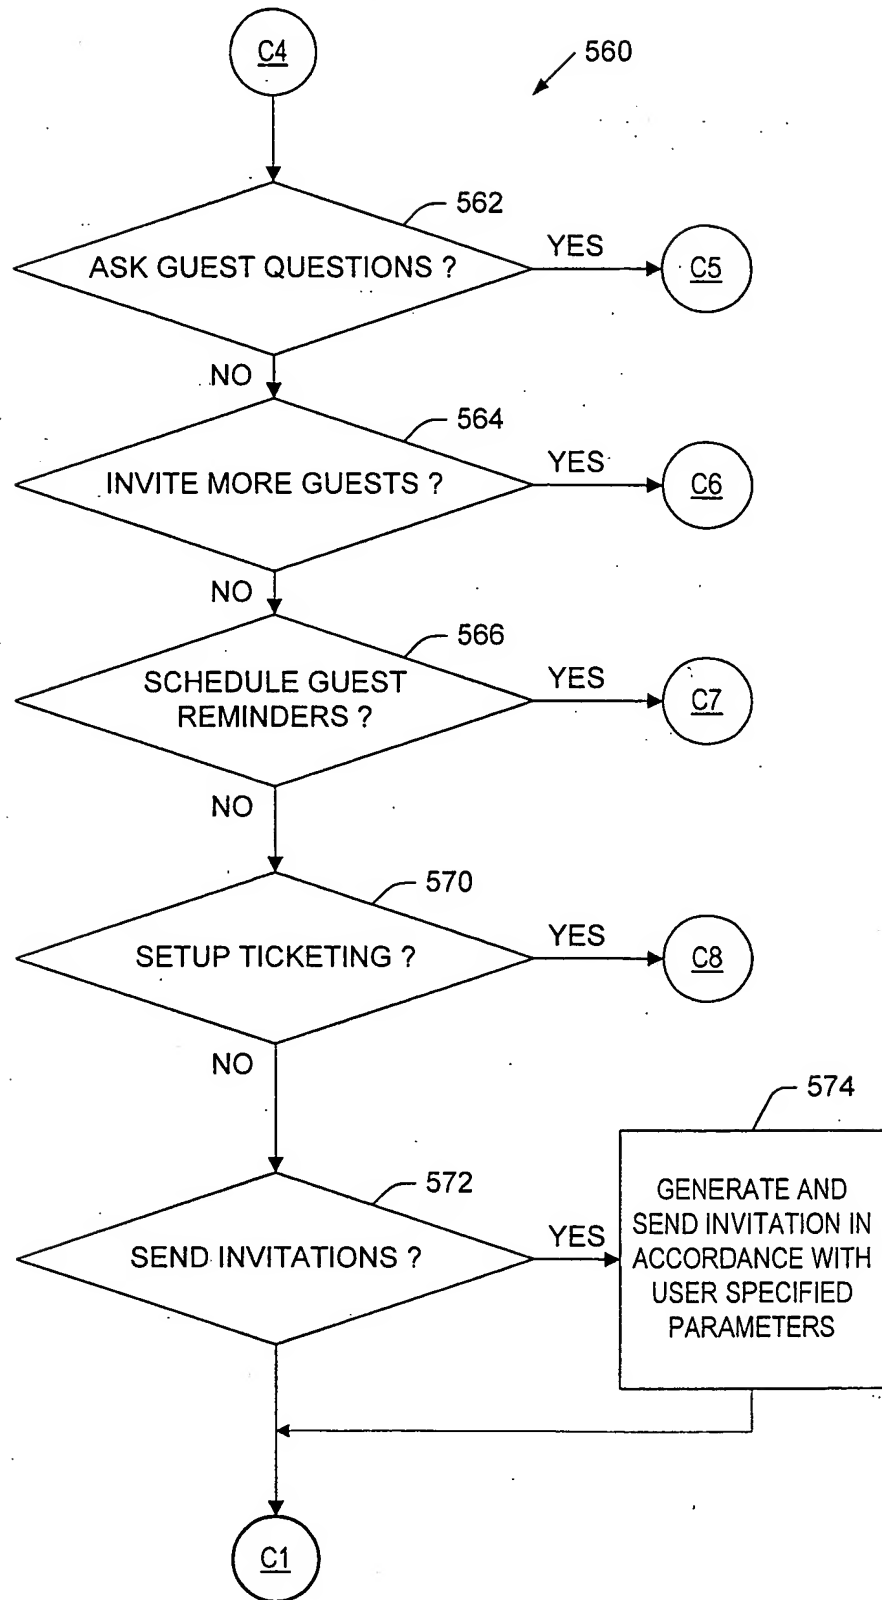 C4
560
562
ASK GUEST QUESTIONS ?
YES
C5
NO
564
INVITE MORE GUESTS ?
YES
C6
NO
566
SCHEDULE GUEST
REMINDERS ?
YES
C7
NO
570
SETUP TICKETING ?
YES
C8
NO
574
572
SEND INVITATIONS ?
YES
GENERATE AND
SEND INVITATION IN
ACCORDANCE WITH
USER SPECIFIED
PARAMETERS
C1